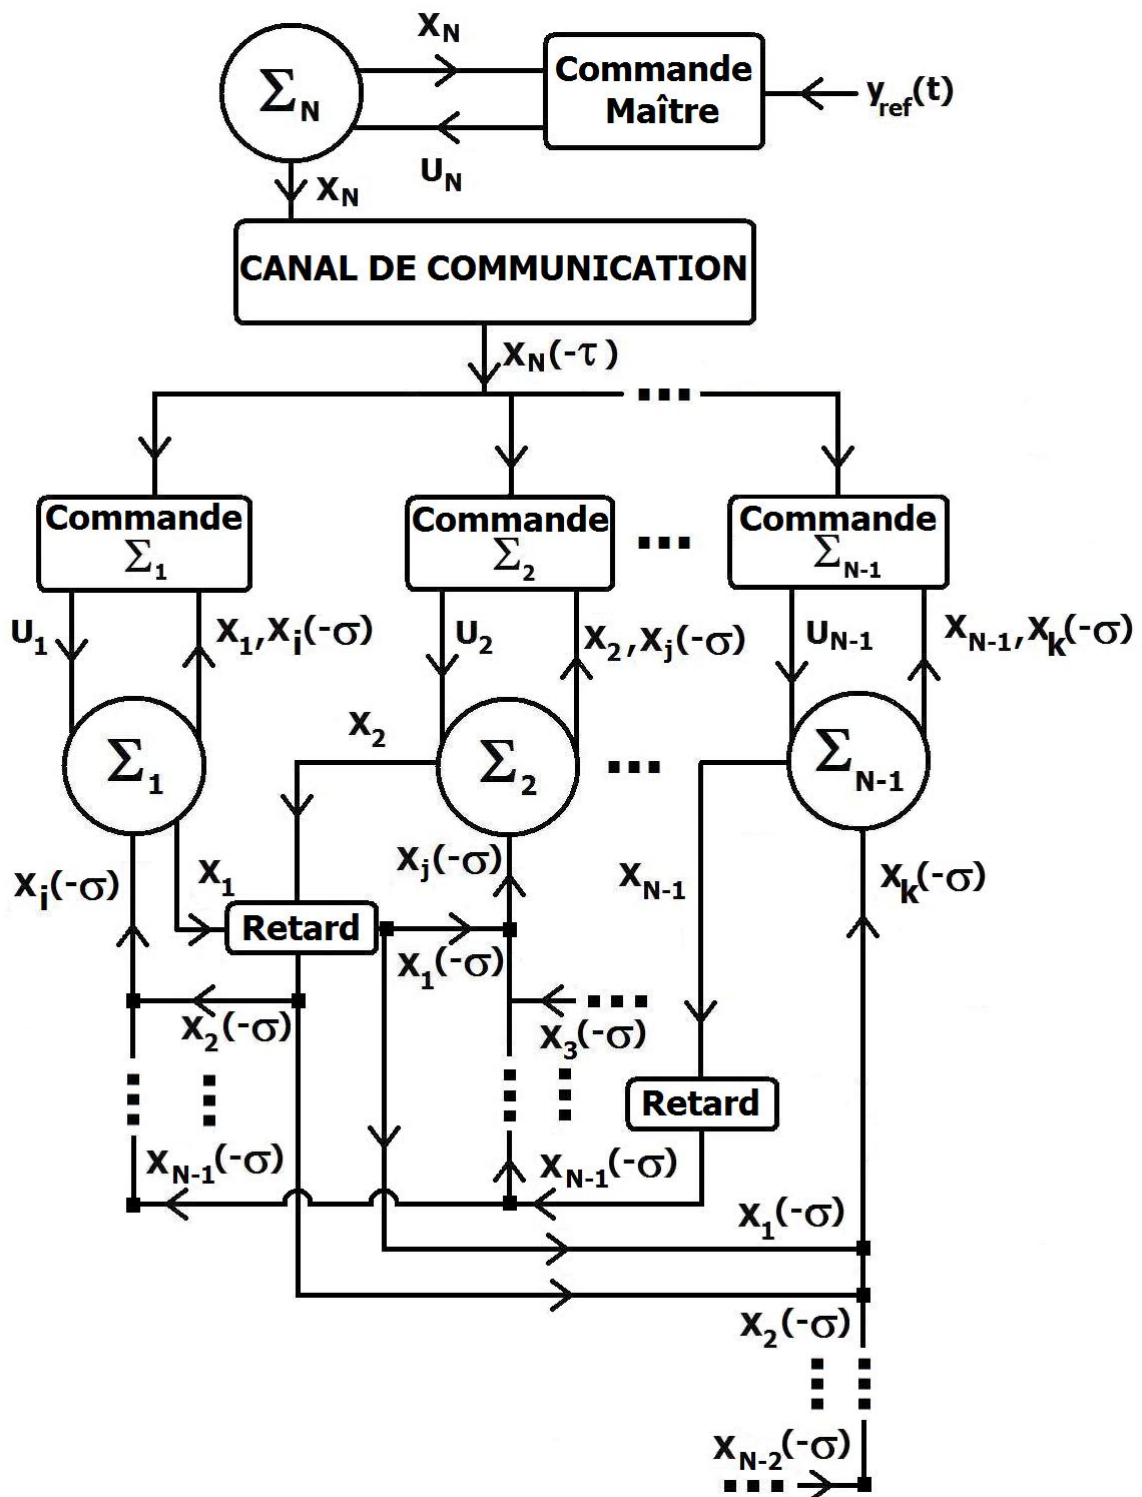 X_N
Σ_N
Commande
Maître
y_ref(t)
U_N
X_N
CANAL DE COMMUNICATION
X_N(-τ)
...
Commande
Σ_1
Commande
Σ_2
...
Commande
Σ_N-1
U_1
X_1,X_i(-σ)
U_2
X_2,X_j(-σ)
U_N-1
X_N-1,X_k(-σ)
X_2
Σ_1
Σ_2
...
Σ_N-1
X_i(-σ)
X_1
X_j(-σ)
X_N-1
X_k(-σ)
Retard
X_1(-σ)
X_2(-σ)
...
X_3(-σ)
Retard
X_N-1(-σ)
X_N-1(-σ)
X_1(-σ)
X_2(-σ)
X_N-2(-σ)
...